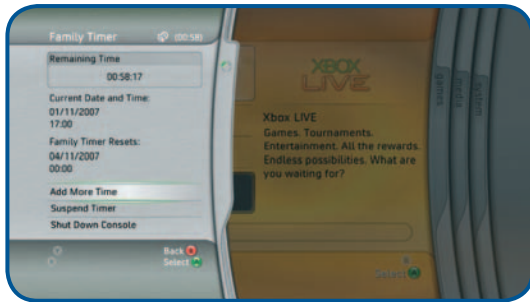 Family Timer (00:58)
Remaining Time
00:58:17
Current Date and Time:
01/11/2007
17:00
Family Timer Resets:
04/11/2007
00:00
Add More Time
Suspend Timer
Shut Down Console
Back B
Select A
XBOX
LIVE
Xbox LIVE
Games. Tournaments.
Entertainment. All the rewards.
Endless possibilities. What are
you waiting for?
Select A
games
media
system